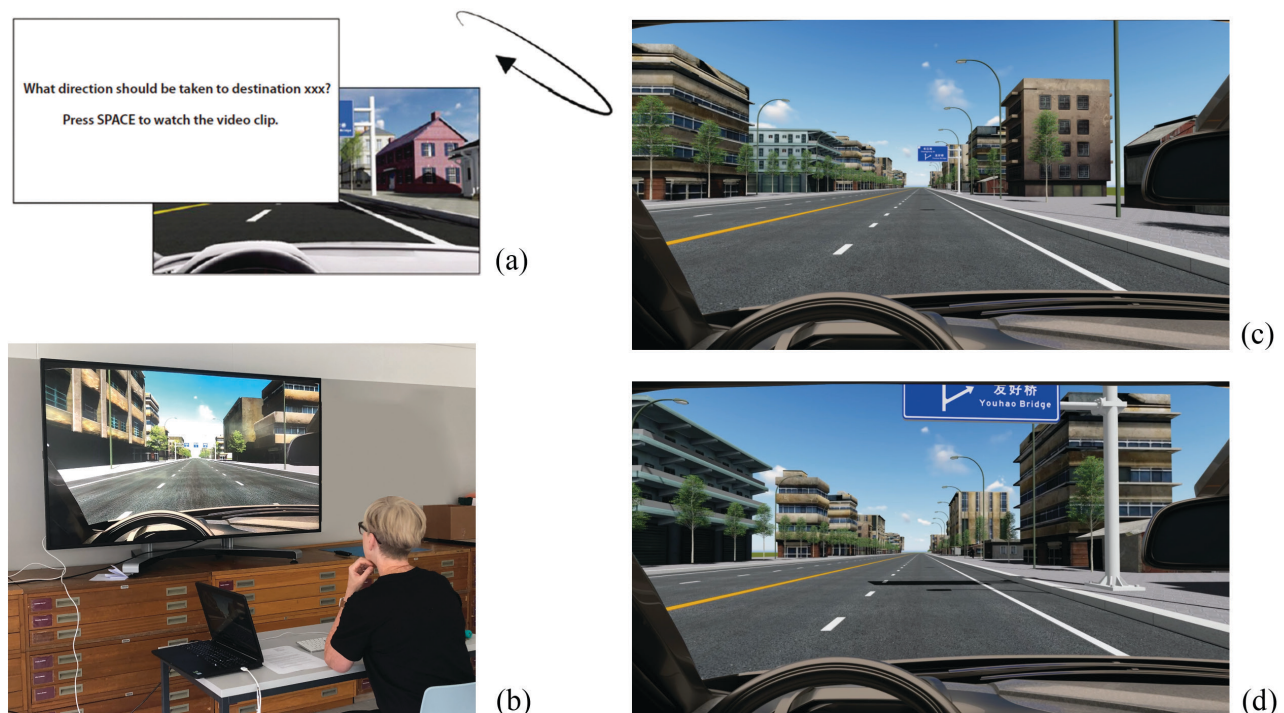 What direction should be taken to destination xxx?
Press SPACE to watch the video clip.
(a)
(b)
(c)
友好桥
Youhao Bridge
(d)